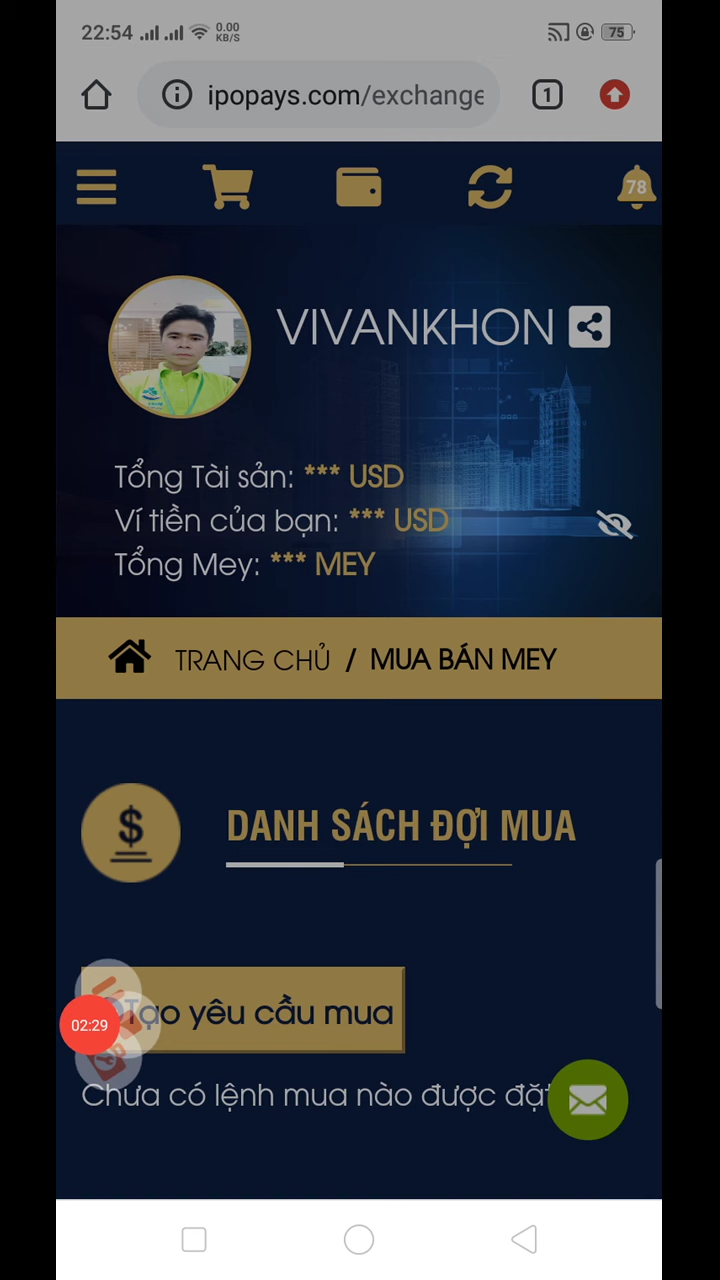 22:54 0.00 KB/S 75
ipopays.com/exchange
1
78
VIVANKHON
Tổng Tài sản: *** USD
Ví tiền của bạn: *** USD
Tổng Mey: *** MEY
TRANG CHỦ / MUA BÁN MEY
$ DANH SÁCH ĐỢI MUA
Tạo yêu cầu mua
02:29
Chưa có lệnh mua nào được đặt